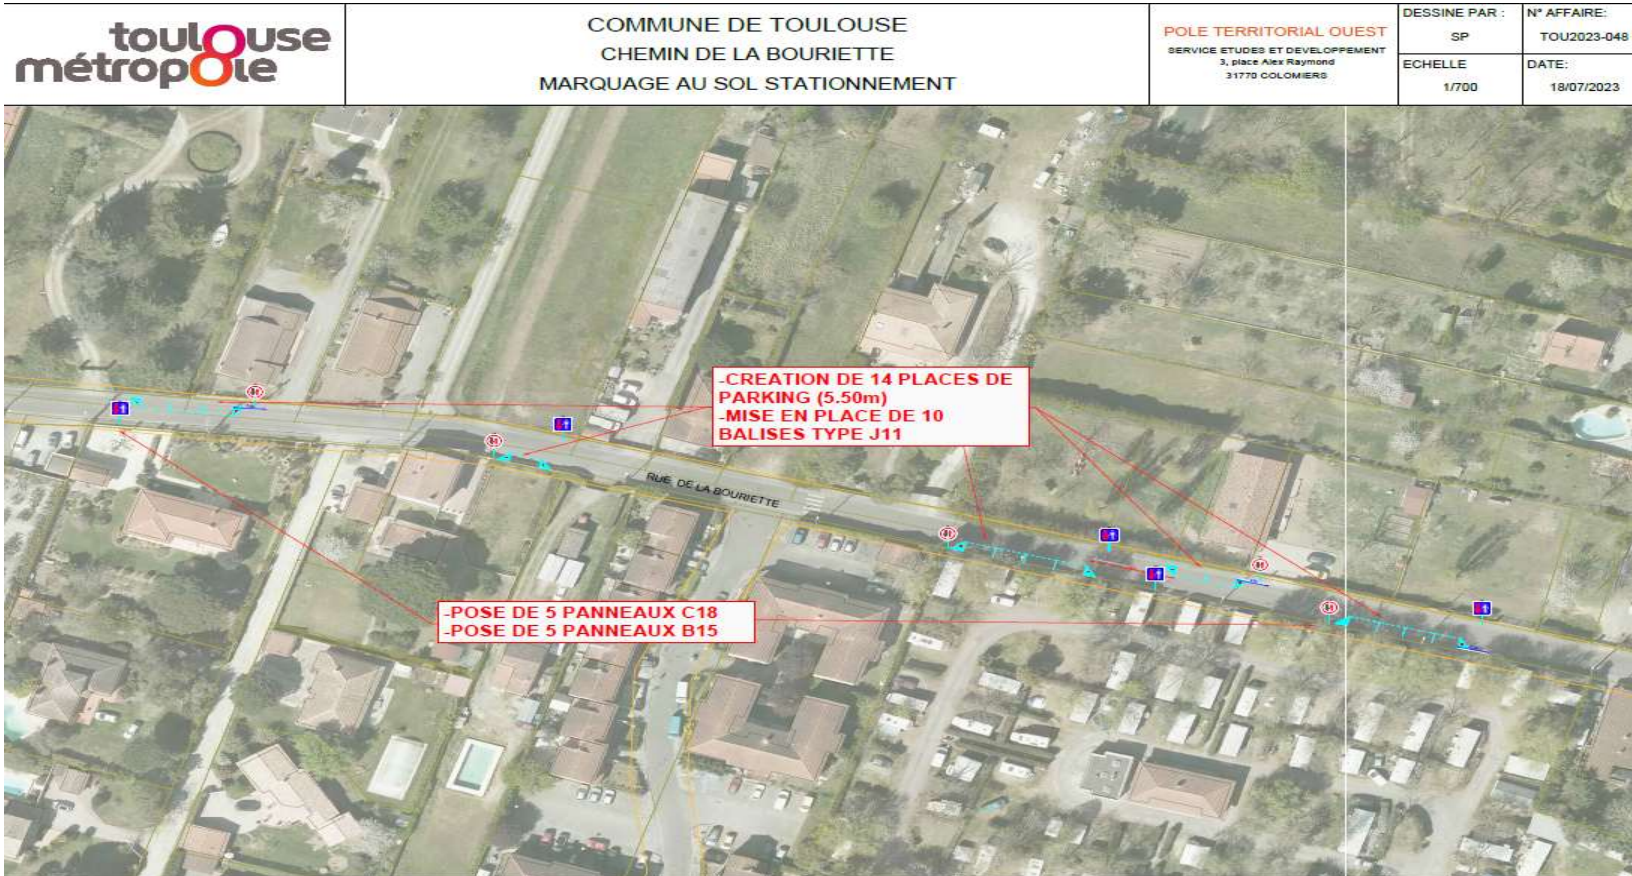 toulouse
métropole
COMMUNE DE TOULOUSE
CHEMIN DE LA BOURIETTE
MARQUAGE AU SOL STATIONNEMENT
POLE TERRITORIAL OUEST
SERVICE ETUDES ET DEVELOPPEMENT
3, place Alex Raymond
31770 COLOMIERS
DESSINE PAR :
SP
N° AFFAIRE:
TOU2023-048
ECHELLE
1/700
DATE:
18/07/2023
-CREATION DE 14 PLACES DE
PARKING (5.50m)
-MISE EN PLACE DE 10
BALISES TYPE J11
RUE DE LA BOURIETTE
-POSE DE 5 PANNEAUX C18
-POSE DE 5 PANNEAUX B15